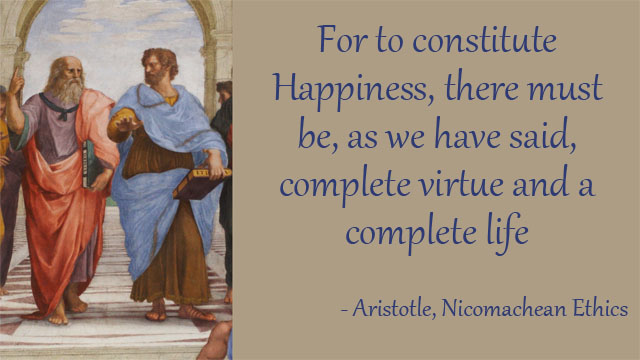 For to constitute
Happiness, there must
be, as we have said,
complete virtue and a
complete life
- Aristotle, Nicomachean Ethics